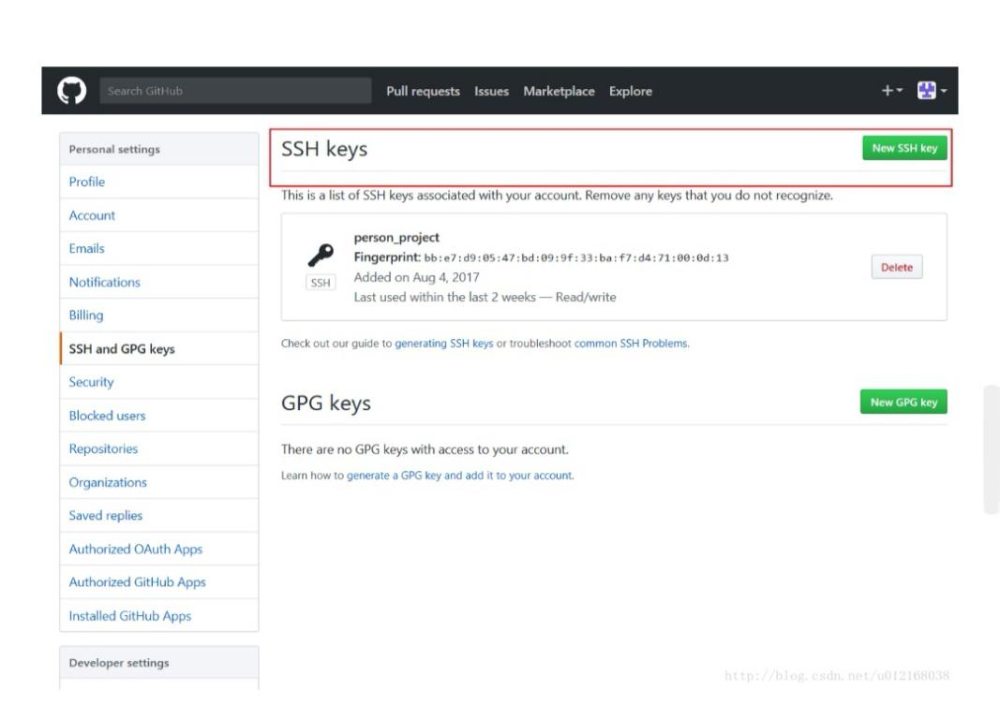 Search GitHub
Pull requests Issues Marketplace Explore
Personal settings
Profile
Account
Emails
Notifications
Billing
SSH and GPG keys
Security
Blocked users
Repositories
Organizations
Saved replies
Authorized OAuth Apps
Authorized GitHub Apps
Installed GitHub Apps
Developer settings
SSH keys
New SSH key
This is a list of SSH keys associated with your account. Remove any keys that you do not recognize.
person_project
Fingerprint: bb:e7:d9:05:47:bd:09:9f:33:ba:f7:d4:71:00:0d:13
SSH
Added on Aug 4, 2017
Last used within the last 2 weeks — Read/write
Delete
Check out our guide to generating SSH keys or troubleshoot common SSH Problems.
GPG keys
New GPG key
There are no GPG keys with access to your account.
Learn how to generate a GPG key and add it to your account.
http://blog.csdn.net/u012168038